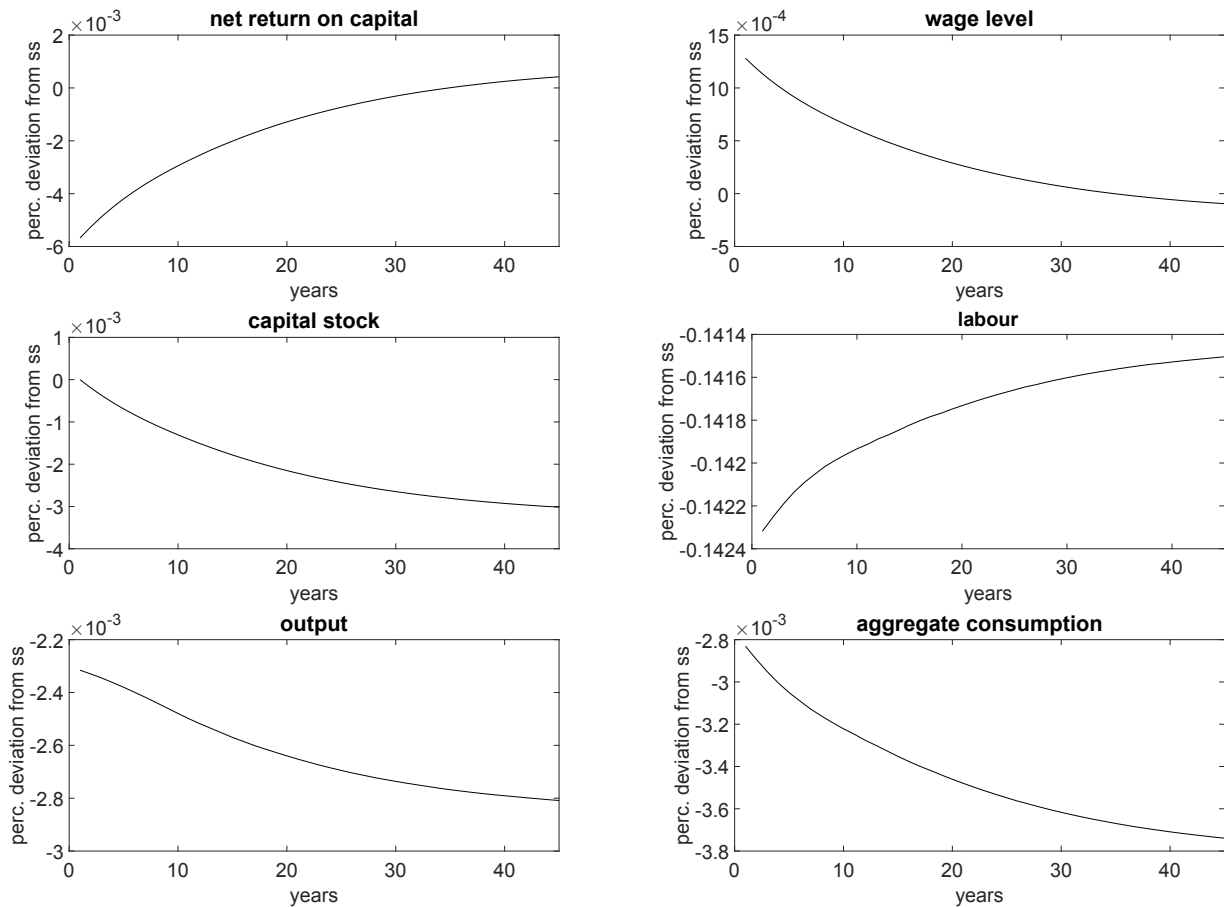 net return on capital
×10-3
perc. deviation from ss
2
0
-2
-4
-6
0 10 20 30 40
years
wage level
×10-4
perc. deviation from ss
15
10
5
0
-5
0 10 20 30 40
years
capital stock
×10-3
perc. deviation from ss
1
0
-1
-2
-3
-4
0 10 20 30 40
years
labour
perc. deviation from ss
-0.1414
-0.1416
-0.1418
-0.142
-0.1422
-0.1424
0 10 20 30 40
years
output
×10-3
perc. deviation from ss
-2.2
-2.4
-2.6
-2.8
-3
0 10 20 30 40
years
aggregate consumption
×10-3
perc. deviation from ss
-2.8
-3
-3.2
-3.4
-3.6
-3.8
0 10 20 30 40
years